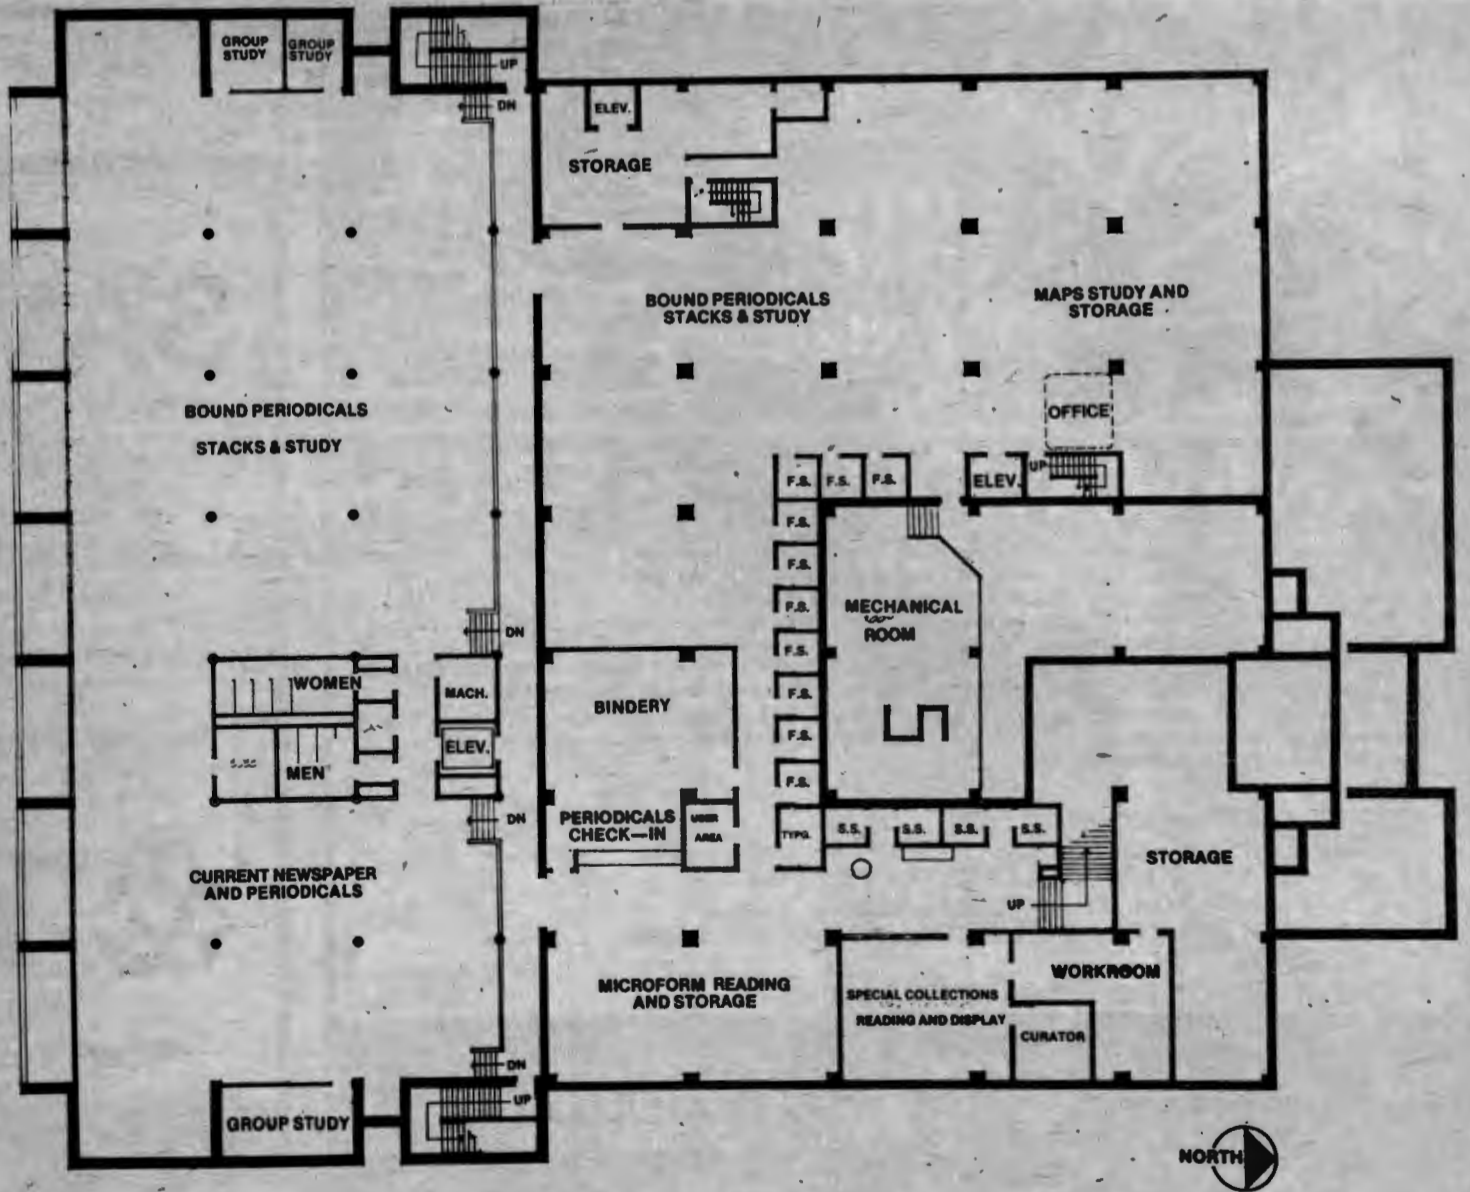 GROUP
STUDY
GROUP
STUDY
UP
DN
ELEV.
STORAGE
BOUND PERIODICALS
STACKS & STUDY
MAPS STUDY AND
STORAGE
BOUND PERIODICALS
STACKS & STUDY
OFFICE
UP
ELEV.
F.S.
F.S.
F.S.
F.S.
F.S.
F.S.
F.S.
F.S.
F.S.
F.S.
MECHANICAL
ROOM
DN
WOMEN
MACH.
ELEV.
MEN
BINDERY
PERIODICALS
CHECK—IN
USER
AREA
TYPG.
S.S.
S.S.
S.S.
S.S.
DN
STORAGE
CURRENT NEWSPAPER
AND PERIODICALS
UP
WORKROOM
MICROFORM READING
AND STORAGE
SPECIAL COLLECTIONS
READING AND DISPLAY
CURATOR
DN
UP
GROUP STUDY
NORTH